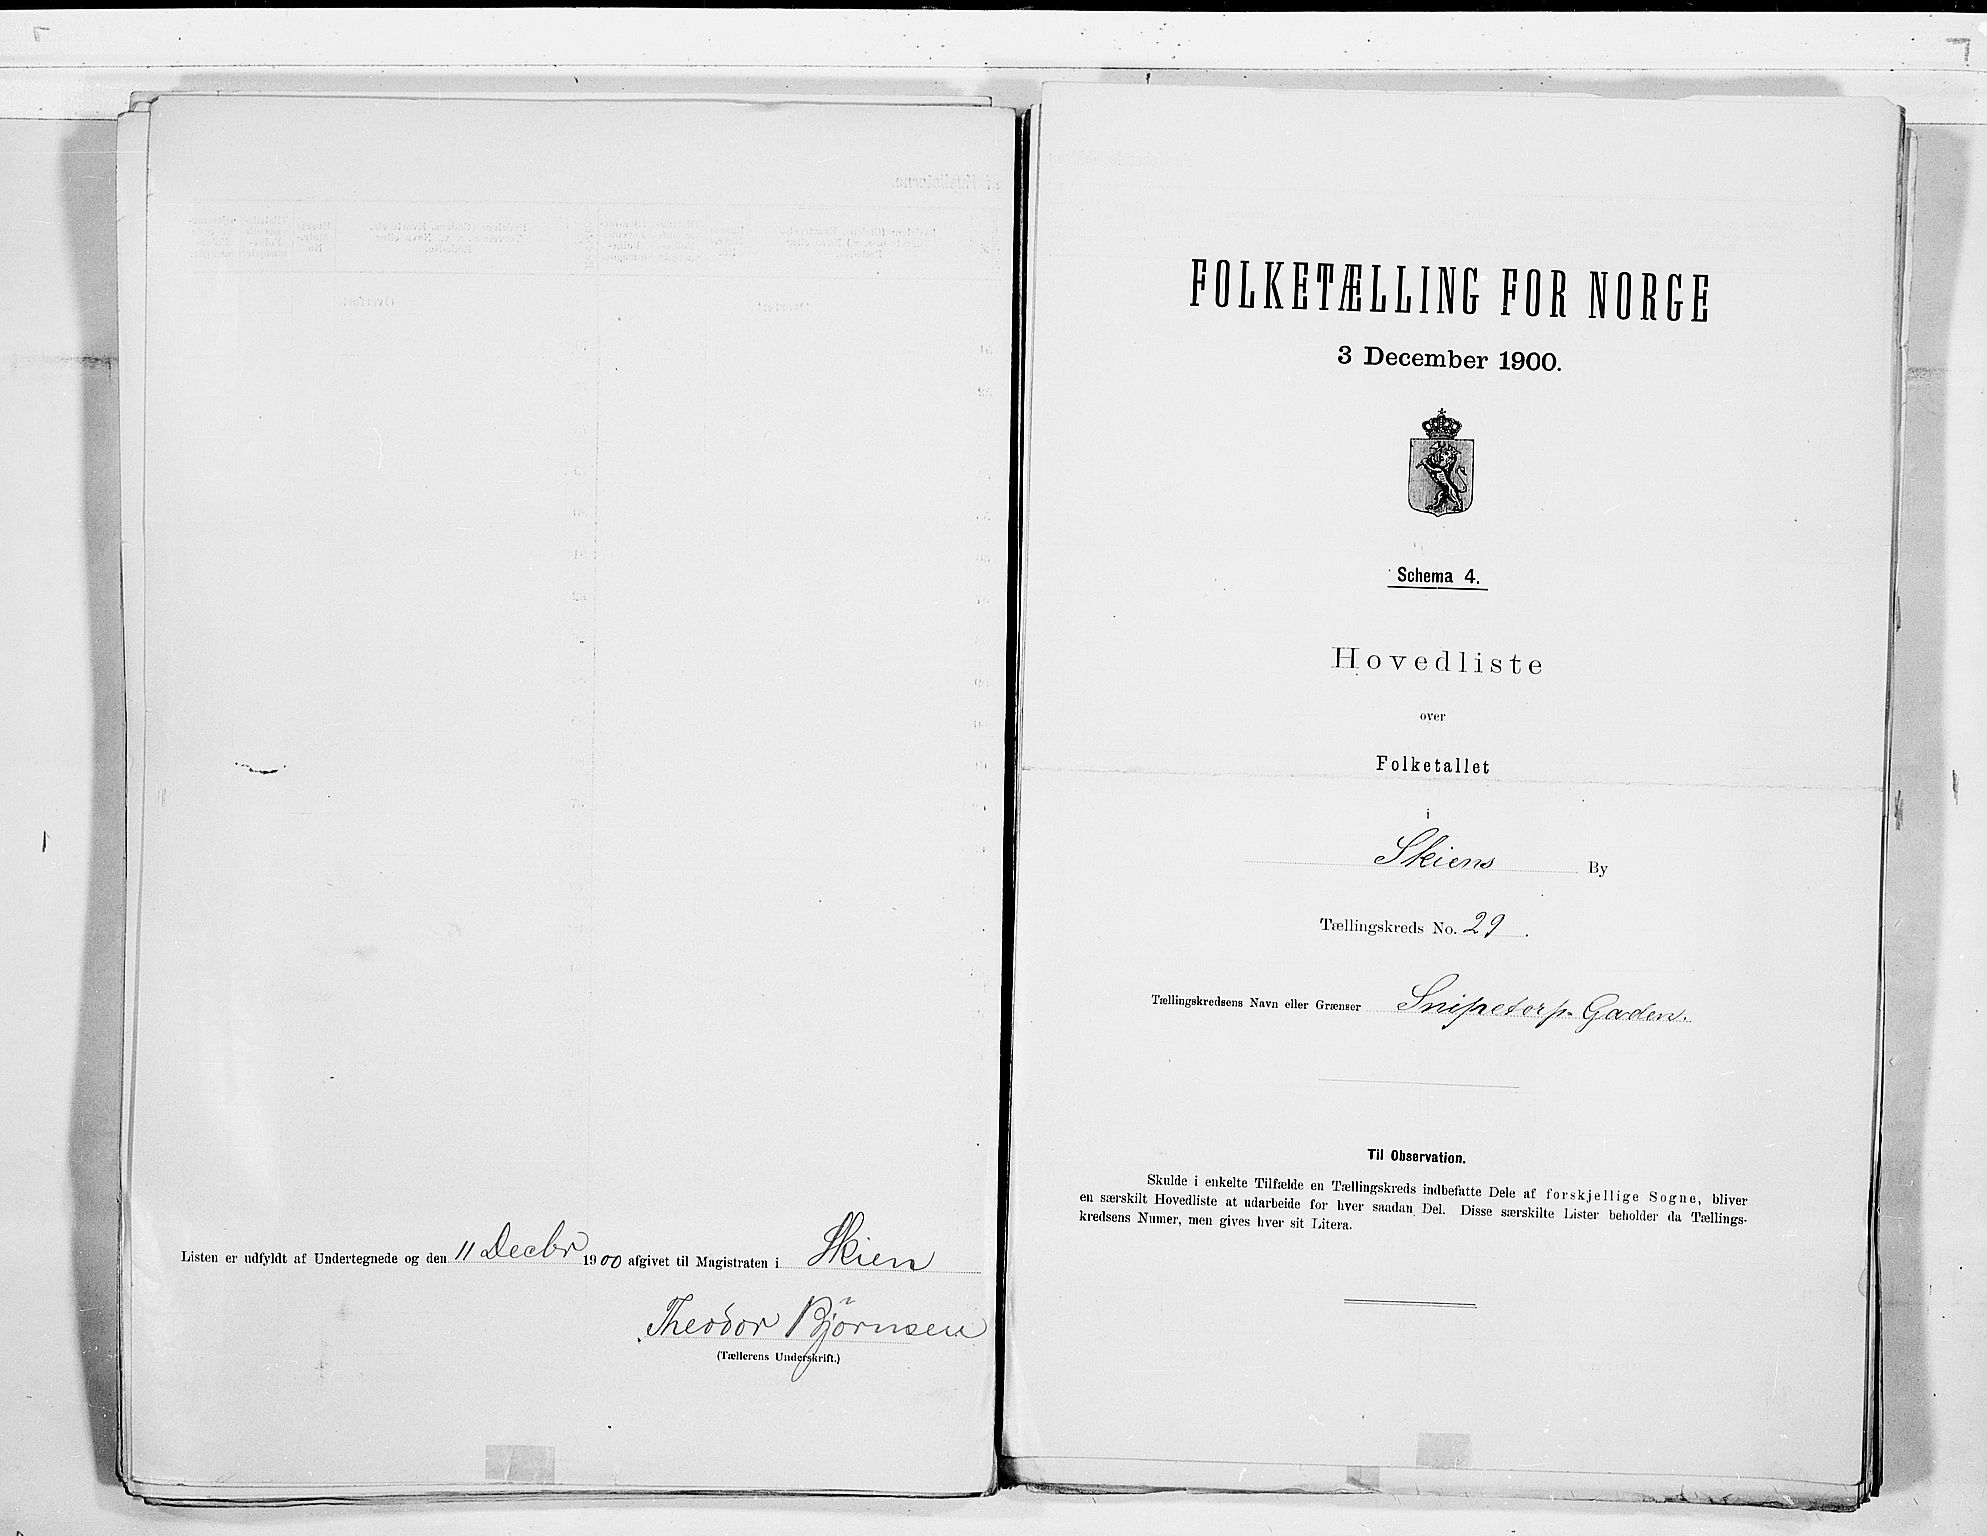 Listen er udfyldt af Undertegnede og den 11 Decbr 1900 afgivet til Magistraten i Skien
Theodor Björnsen
(Tællerens Underskrift.)
FOLKETÆLLING FOR NORGE
3 December 1900.
Schema 4.
Hovedliste
over
Folketallet
i
Skiens By
Tællingskreds No. 29.
Tællingskredsens Navn eller Grænser Snipetorp-Gaden.
Til Observation.
Skulde i enkelte Tilfælde en Tællingskreds indbefatte Dele af forskjellige Sogne, bliver
en særskilt Hovedliste at udarbeide for hver saadan Del. Disse særskilte Lister beholder da Tællings-
kredsens Numer, men gives hver sit Litera.